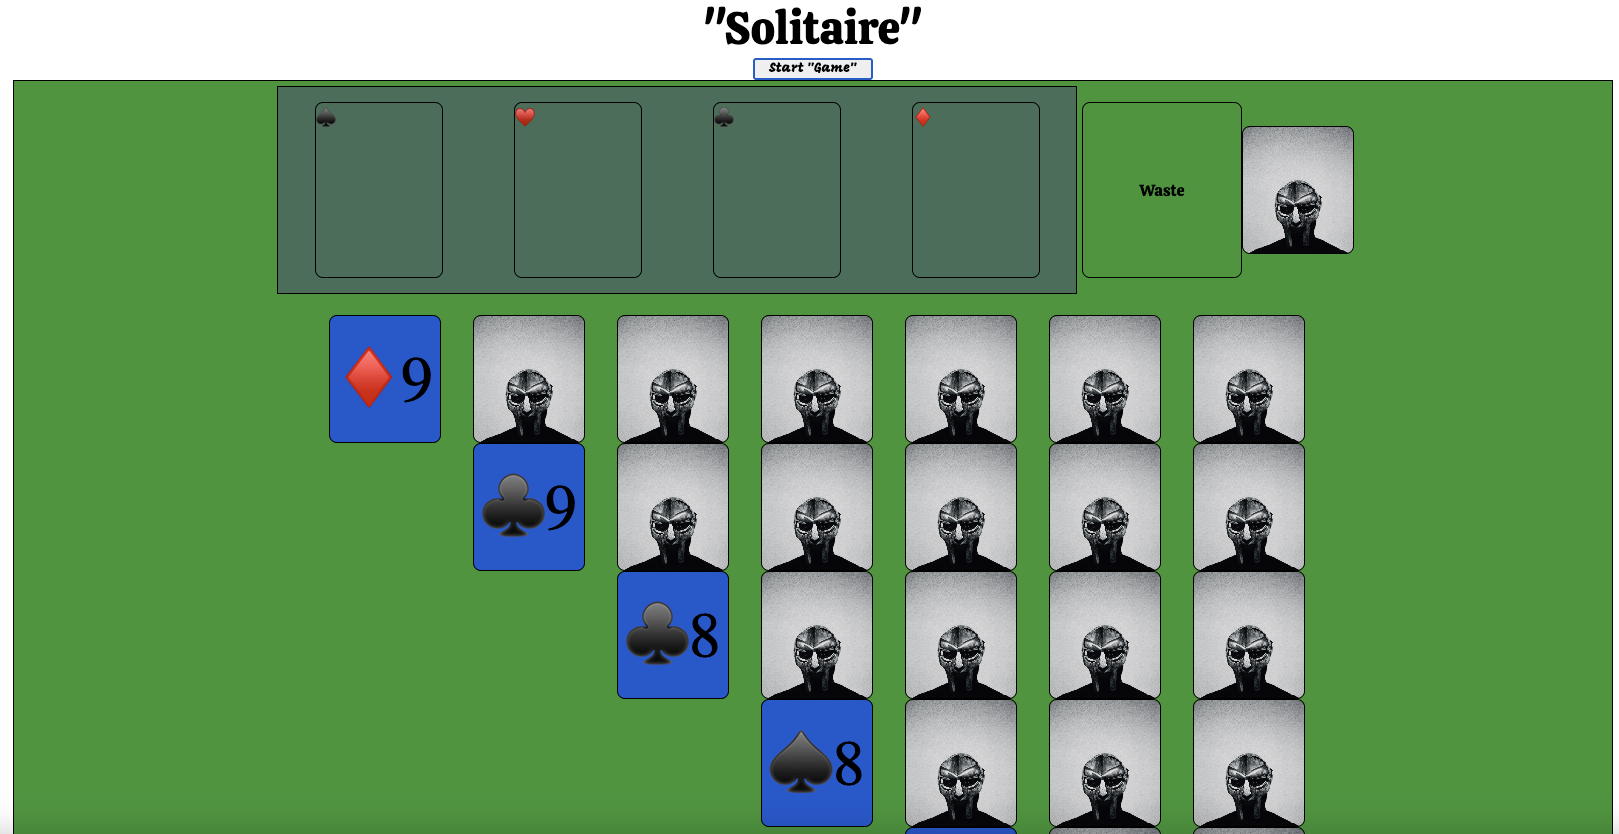 "Solitaire"
Start "Game"
♠ ♥ ♣ ♦
Waste
♦9
♣9
♣8
♠8